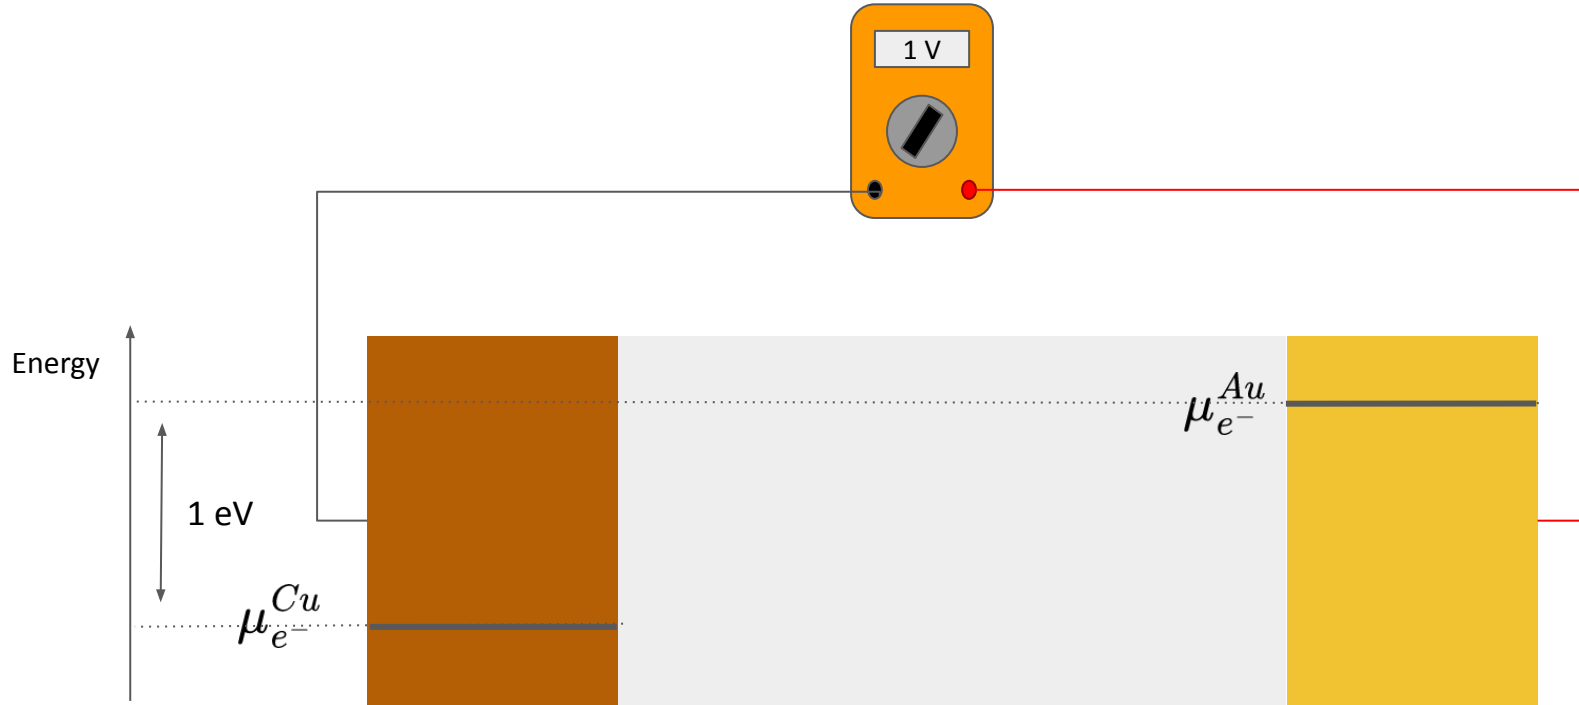 1 V
Energy
μ_{e^-}^{Au}
1 eV
μ_{e^-}^{Cu}